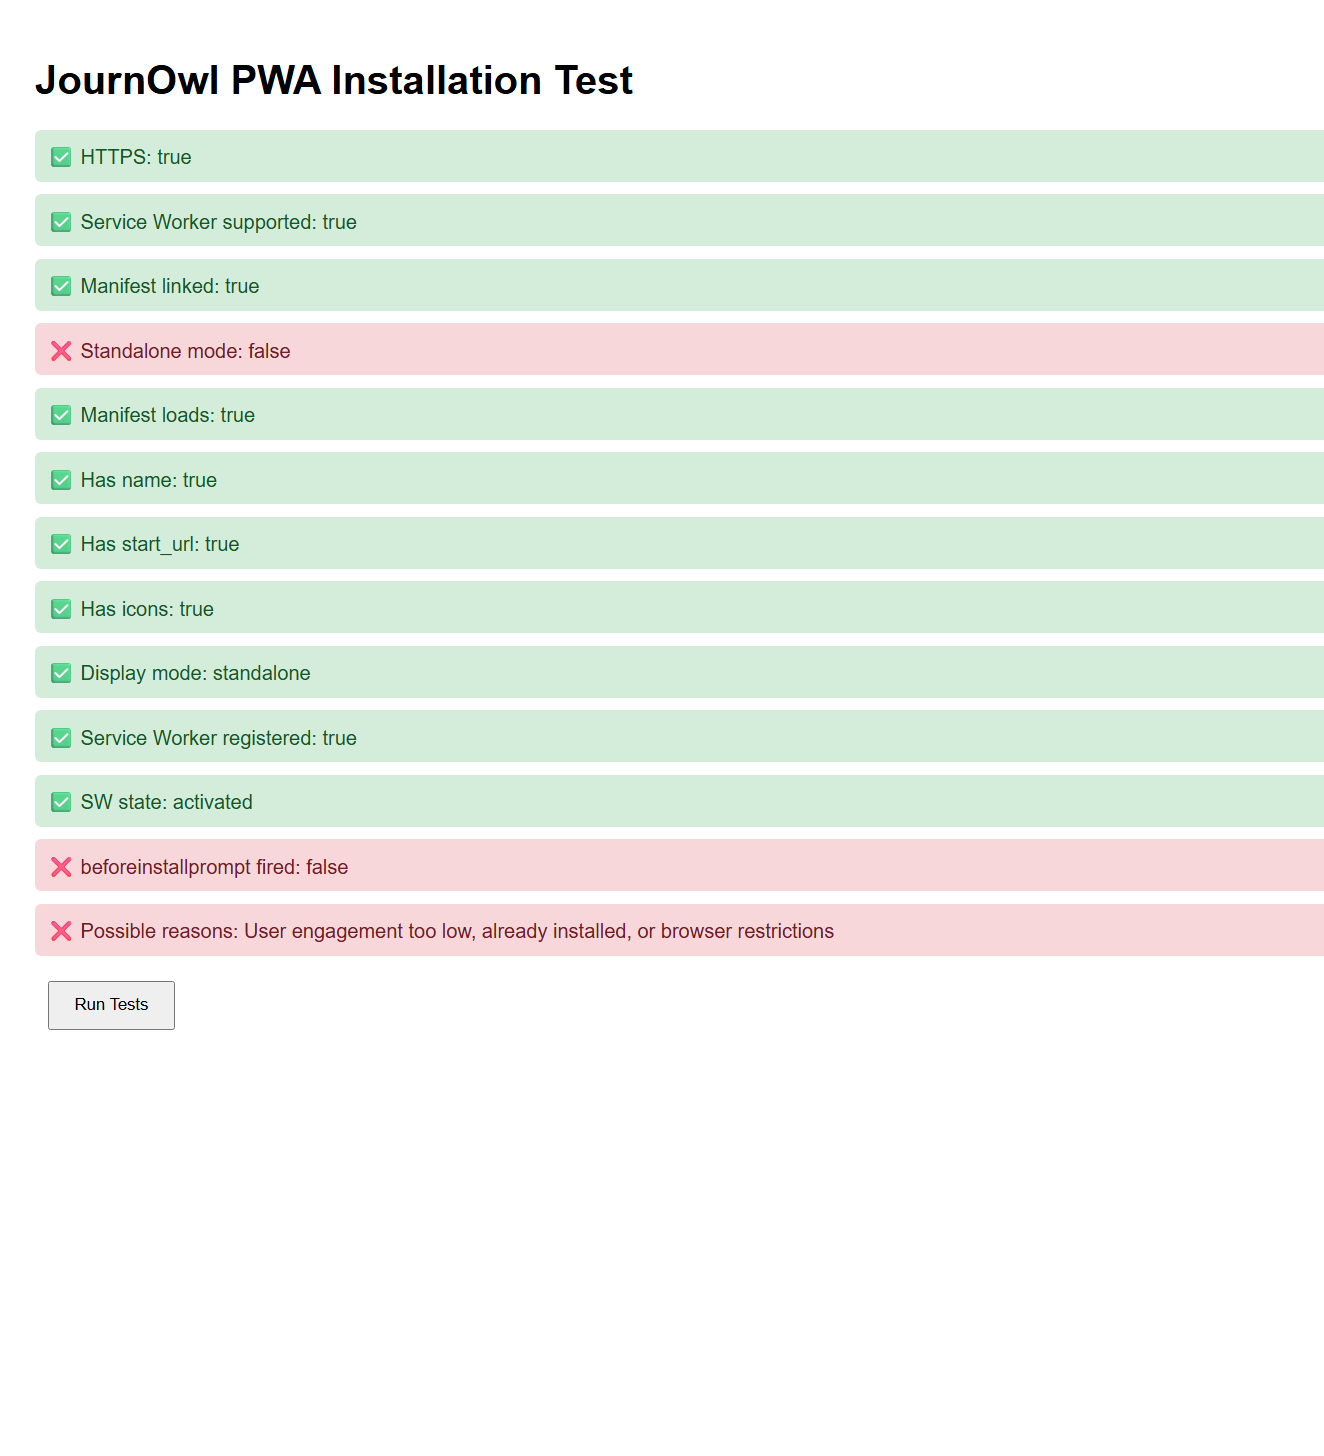 JournOwl PWA Installation Test
✅ HTTPS: true
✅ Service Worker supported: true
✅ Manifest linked: true
❌ Standalone mode: false
✅ Manifest loads: true
✅ Has name: true
✅ Has start_url: true
✅ Has icons: true
✅ Display mode: standalone
✅ Service Worker registered: true
✅ SW state: activated
❌ beforeinstallprompt fired: false
❌ Possible reasons: User engagement too low, already installed, or browser restrictions
Run Tests